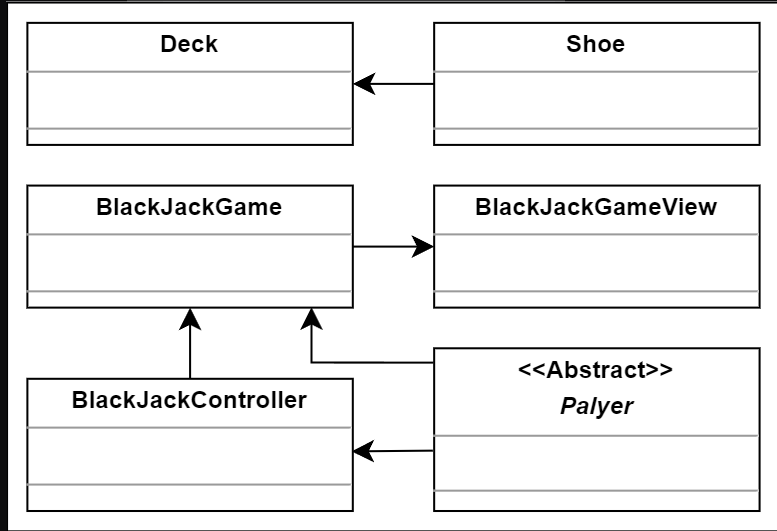 Deck
Shoe
BlackJackGame
BlackJackGameView
BlackJackController
<<Abstract>>
Palyer